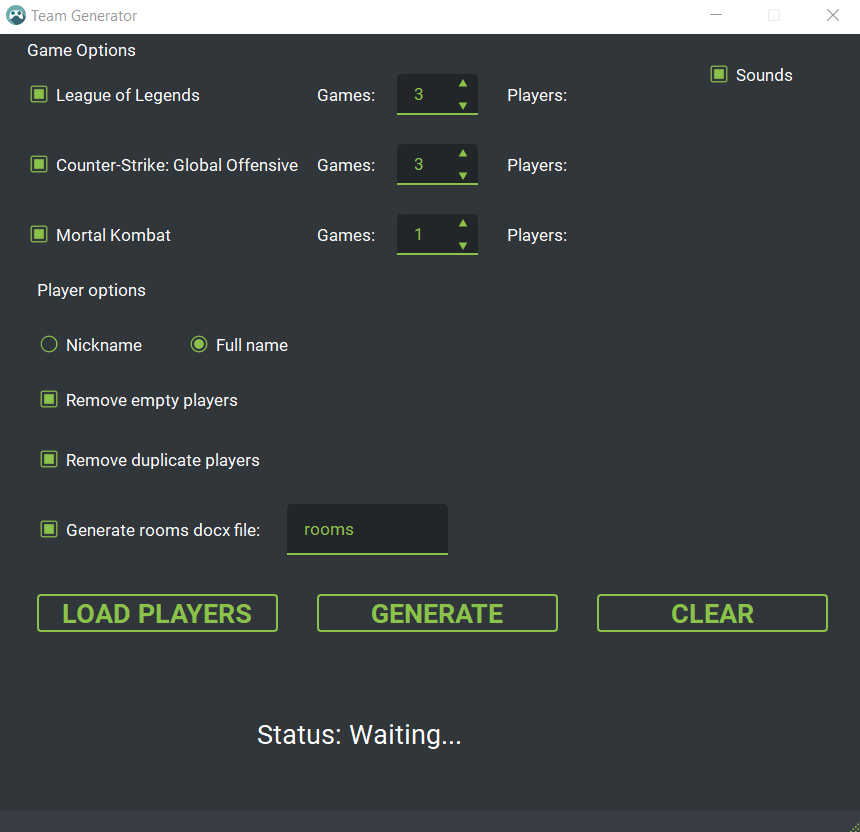 Team Generator
Game Options
Sounds
League of Legends Games: 3 Players:
Counter-Strike: Global Offensive Games: 3 Players:
Mortal Kombat Games: 1 Players:
Player options
Nickname Full name
Remove empty players
Remove duplicate players
Generate rooms docx file: rooms
LOAD PLAYERS GENERATE CLEAR
Status: Waiting...